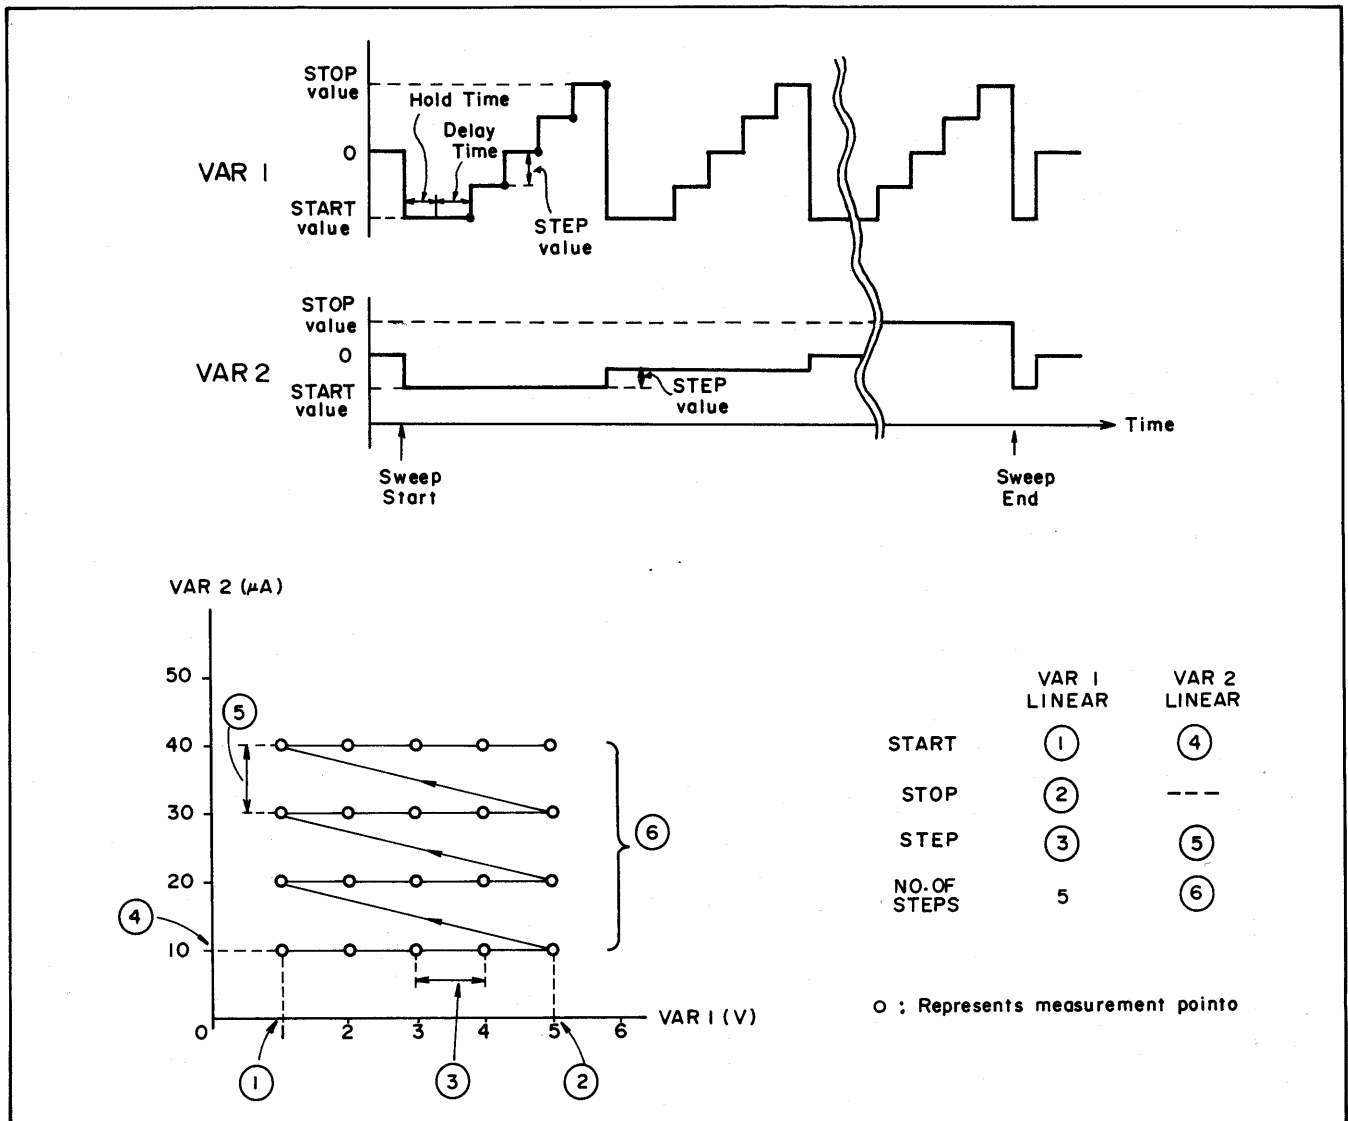 STOP
value
Hold Time
Delay
Time
0
VAR 1
START
value
STEP
value
STOP
value
0
VAR 2
START
value
STEP
value
Time
Sweep
Start
Sweep
End
VAR 2 (μA)
50
40
30
20
10
0
2
3
4
5
6
VAR 1 (V)
5
6
4
1
3
2
VAR 1 VAR 2
LINEAR LINEAR
START 1 4
STOP 2 ---
STEP 3 5
NO. OF
STEPS 5 6
o ; Represents measurement pointo